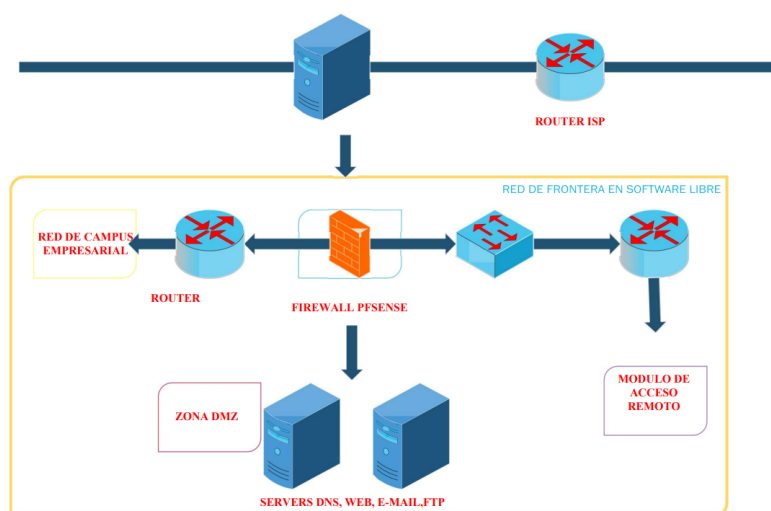 ROUTER ISP
RED DE FRONTERA EN SOFTWARE LIBRE
RED DE CAMPUS
EMPRESARIAL
ROUTER
FIREWALL PFSENSE
MODULO DE
ACCESO
REMOTO
ZONA DMZ
SERVERS DNS, WEB, E-MAIL,FTP